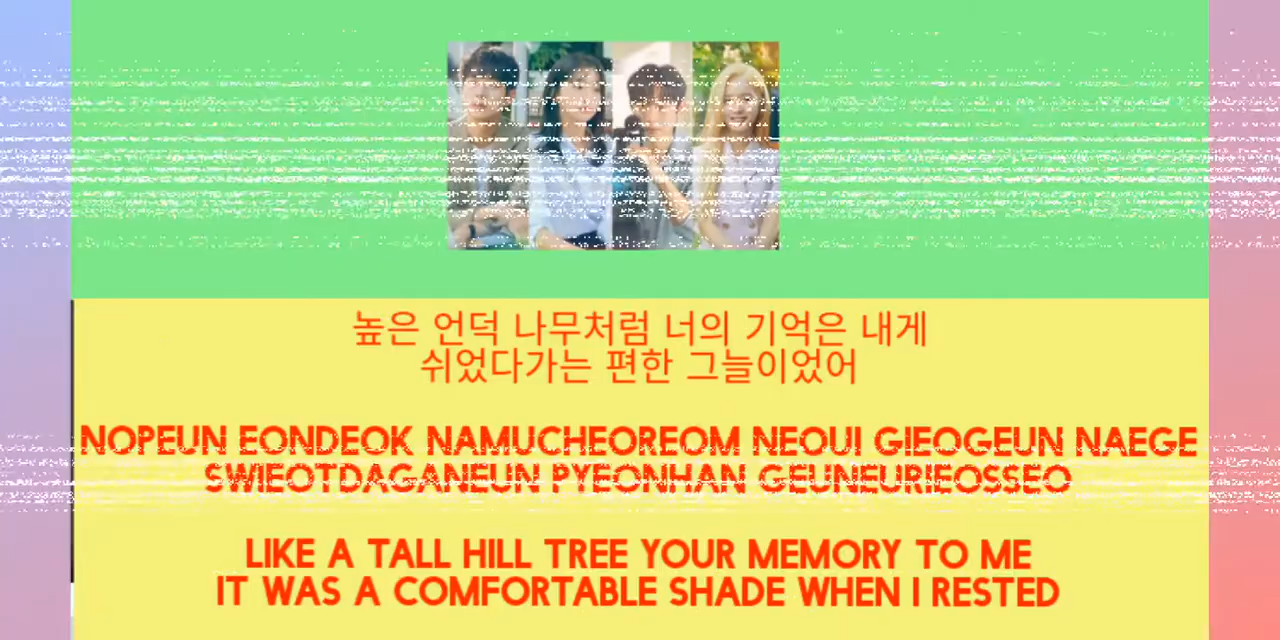 높은 언덕 나무처럼 너의 기억은 내게
쉬었다가는 편한 그늘이었어
NOPEUN EONDEOK NAMUCHEOREOM NEOUI GIEOGEUN NAEGE
SWIEOTDAGANEUN PYEONHAN GEUNEURIEOSSEO
LIKE A TALL HILL TREE YOUR MEMORY TO ME
IT WAS A COMFORTABLE SHADE WHEN I RESTED